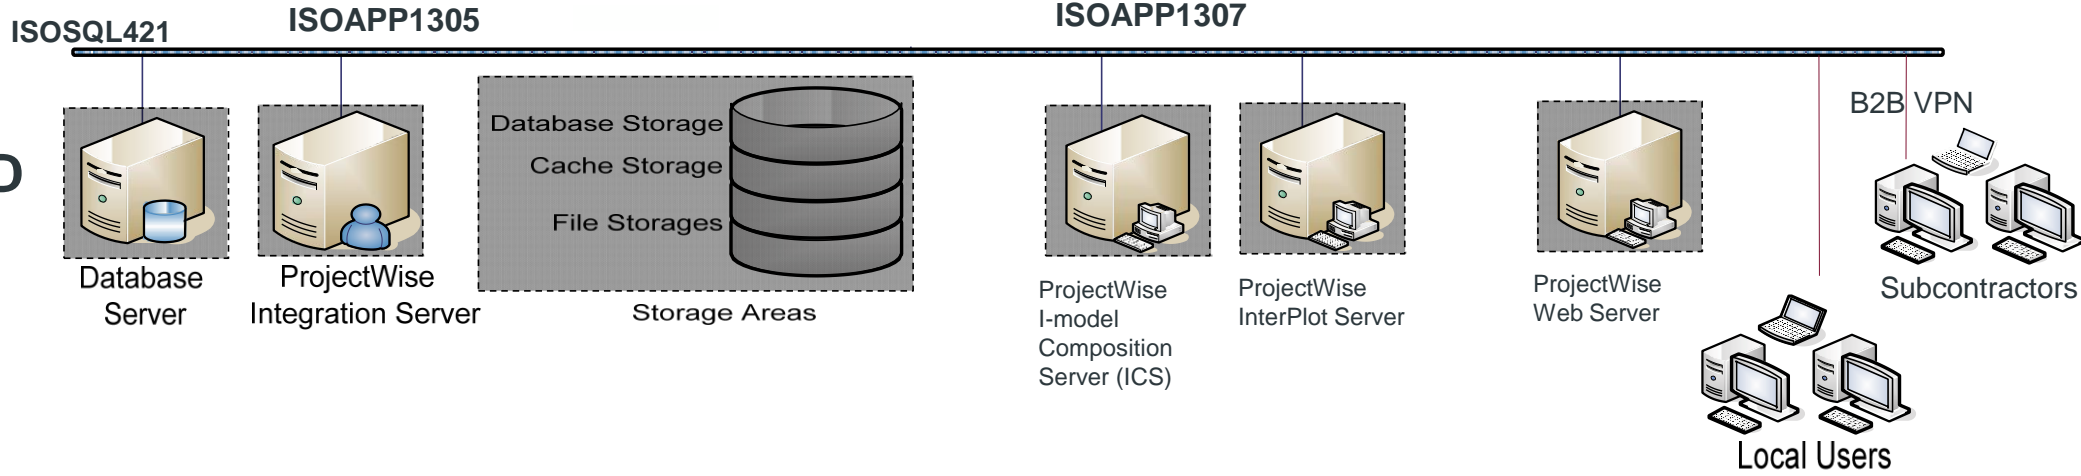 ISOSQL421
ISOAPP1305
ISOAPP1307
D
Database Storage
Cache Storage
File Storages
B2B VPN
Database
Server
ProjectWise
Integration Server
Storage Areas
ProjectWise
I-model
Composition
Server (ICS)
ProjectWise
InterPlot Server
ProjectWise
Web Server
Subcontractors
Local Users